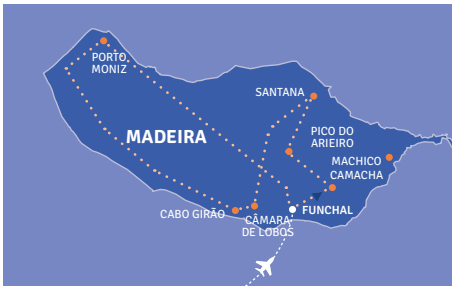 PORTO
MONIZ
SANTANA
PICO DO
ARIEIRO
MADEIRA
MACHICO
CAMACHA
CABO GIRÃO
CÂMARA
DE LOBOS
FUNCHAL